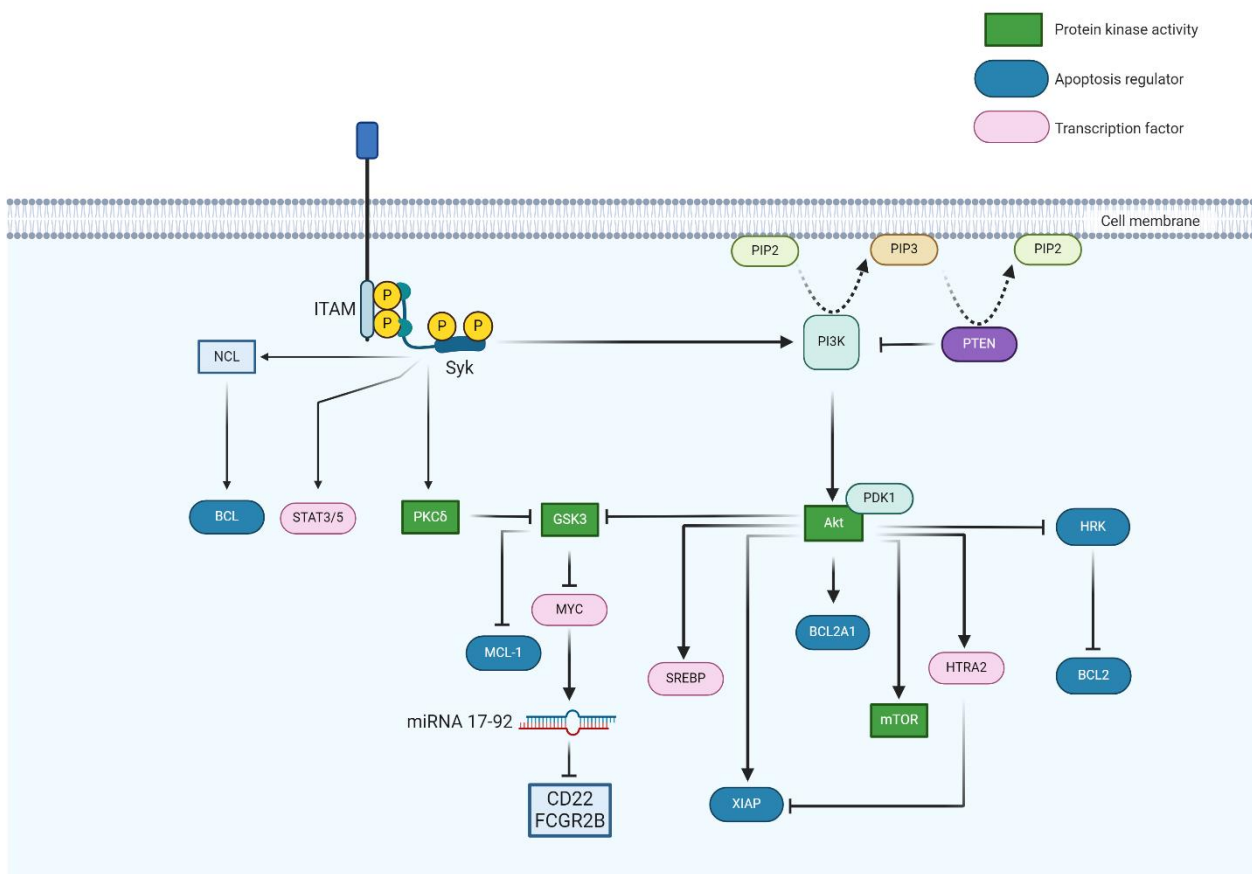 Protein kinase activity
Apoptosis regulator
Transcription factor
Cell membrane
PIP2
PIP3
PIP2
ITAM
P
P
P
P
Syk
NCL
PI3K
PTEN
PDK1
BCL
STAT3/5
PKCδ
GSK3
Akt
HRK
MYC
BCL2A1
MCL-1
SREBP
HTRA2
BCL2
miRNA 17-92
mTOR
CD22
FCGR2B
XIAP